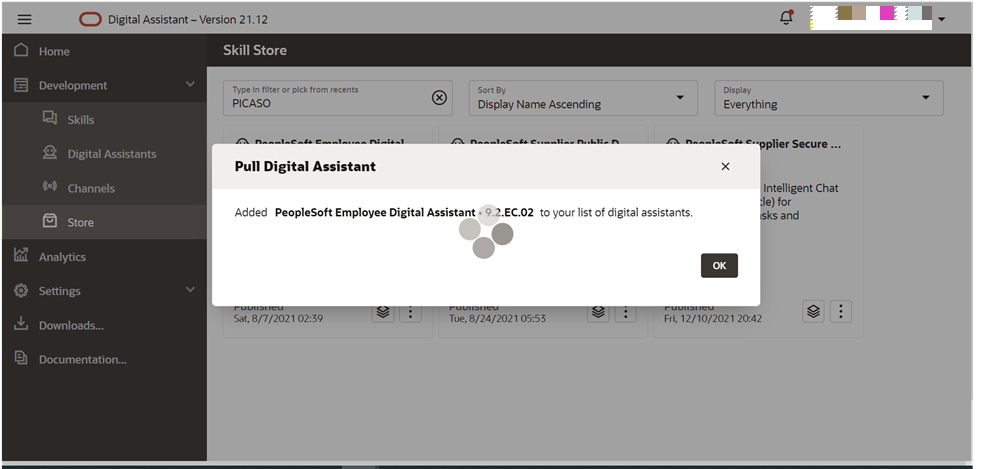 Digital Assistant – Version 21.12
Home
Development
Skills
Digital Assistants
Channels
Store
Analytics
Settings
Downloads...
Documentation...
Skill Store
Type in filter or pick from recents
PICASO
Sort By
Display Name Ascending
Display
Everything
PeopleSoft Employee Digital
PeopleSoft Supplier Public D
PeopleSoft Supplier Secure ...
Intelligent Chat
cle) for
sks and
Pull Digital Assistant
Added PeopleSoft Employee Digital Assistant - 9.2.EC.02 to your list of digital assistants.
OK
Published
Sat, 8/7/2021 02:39
Published
Tue, 8/24/2021 05:53
Published
Fri, 12/10/2021 20:42